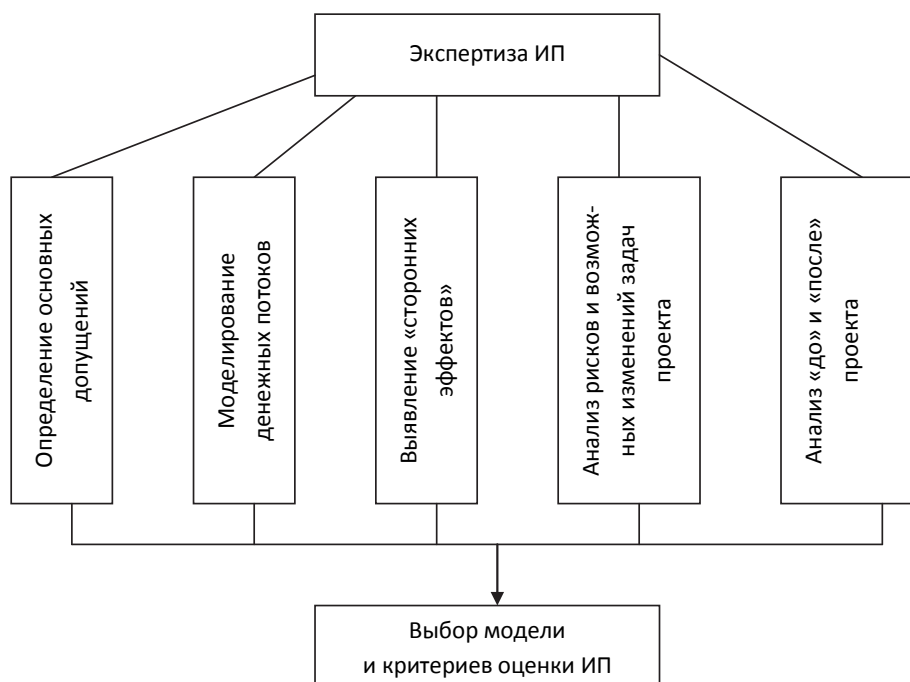 Экспертиза ИП
Определение основных
допущений
Моделирование
денежных потоков
Выявление «сторонних
эффектов»
Анализ рисков и возмож-
ных изменений задач
проекта
Анализ «до» и «после»
проекта
Выбор модели
и критериев оценки ИП